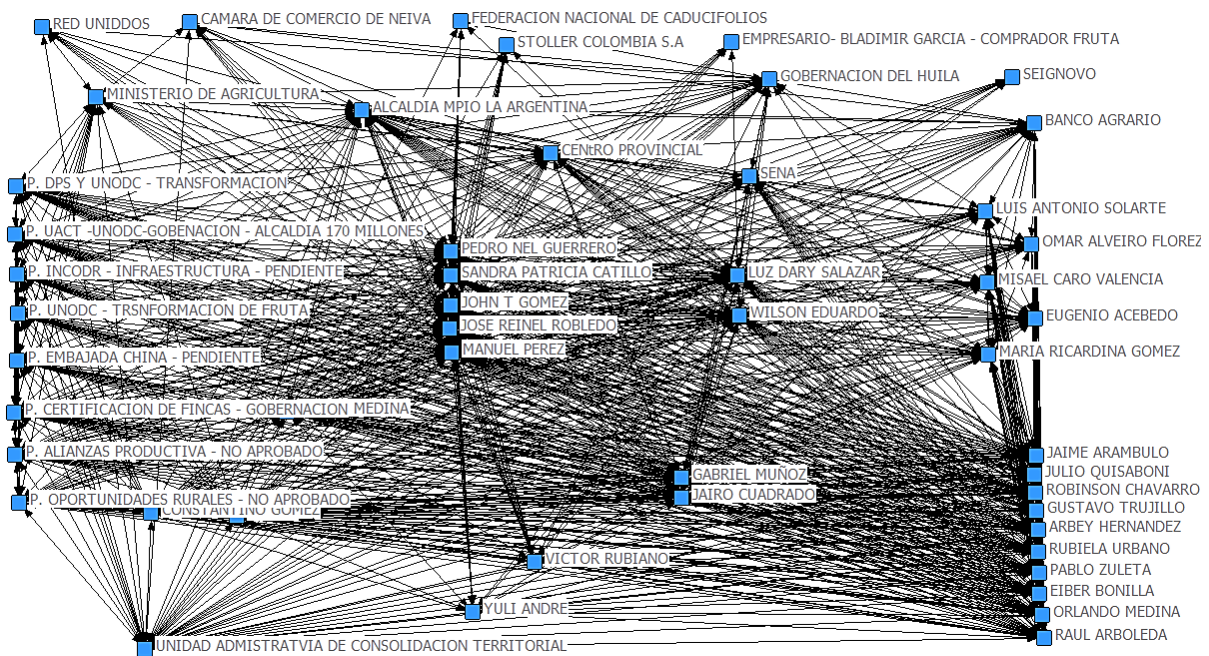 RED UNIDDOS
CAMARA DE COMERCIO DE NEIVA
FEDERACION NACIONAL DE CADUCIFOLIOS
STOLLER COLOMBIA S.A
EMPRESARIO- BLADIMIR GARCIA - COMPRADOR FRUTA
GOBERNACION DEL HUILA
SEIGNOVO
MINISTERIO DE AGRICULTURA
ALCALDIA MPIO LA ARGENTINA
BANCO AGRARIO
CENtRO PROVINCIAL
SENA
P. DPS Y UNODC - TRANSFORMACION
LUIS ANTONIO SOLARTE
P. UACT -UNODC-GOBENACION - ALCALDIA 170 MILLONES
OMAR ALVEIRO FLOREZ
PEDRO NEL GUERRERO
P. INCODR - INFRAESTRUCTURA - PENDIENTE
SANDRA PATRICIA CATILLO
LUZ DARY SALAZAR
MISAEL CARO VALENCIA
JOHN T GOMEZ
P. UNODC - TRSNFORMACION DE FRUTA
WILSON EDUARDO
EUGENIO ACEBEDO
JOSE REINEL ROBLEDO
MANUEL PEREZ
MARIA RICARDINA GOMEZ
P. EMBAJADA CHINA - PENDIENTE
P. CERTIFICACION DE FINCAS - GOBERNACION MEDINA
P. ALIANZAS PRODUCTIVA - NO APROBADO
JAIME ARAMBULO
GABRIEL MUÑOZ
JULIO QUISABONI
JAIRO CUADRADO
ROBINSON CHAVARRO
P. OPORTUNIDADES RURALES - NO APROBADO
CONSTANTINO GOMEZ
GUSTAVO TRUJILLO
ARBEY HERNANDEZ
RUBIELA URBANO
VICTOR RUBIANO
PABLO ZULETA
EIBER BONILLA
YULI ANDRE
ORLANDO MEDINA
RAUL ARBOLEDA
UNIDAD ADMISTRATVIA DE CONSOLIDACION TERRITORIAL